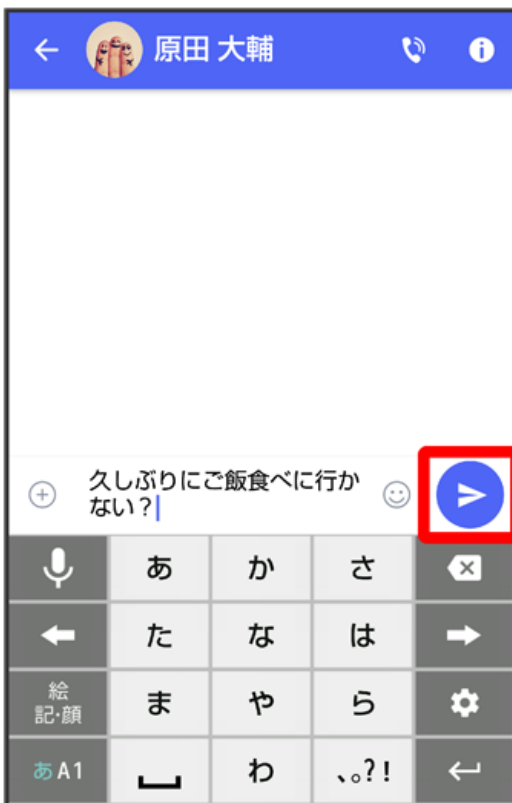 原田 大輔
久しぶりにご飯食べに行か
ない？
あ か さ
た な は
絵
記・顔
ま や ら
あA1 わ 、。?!